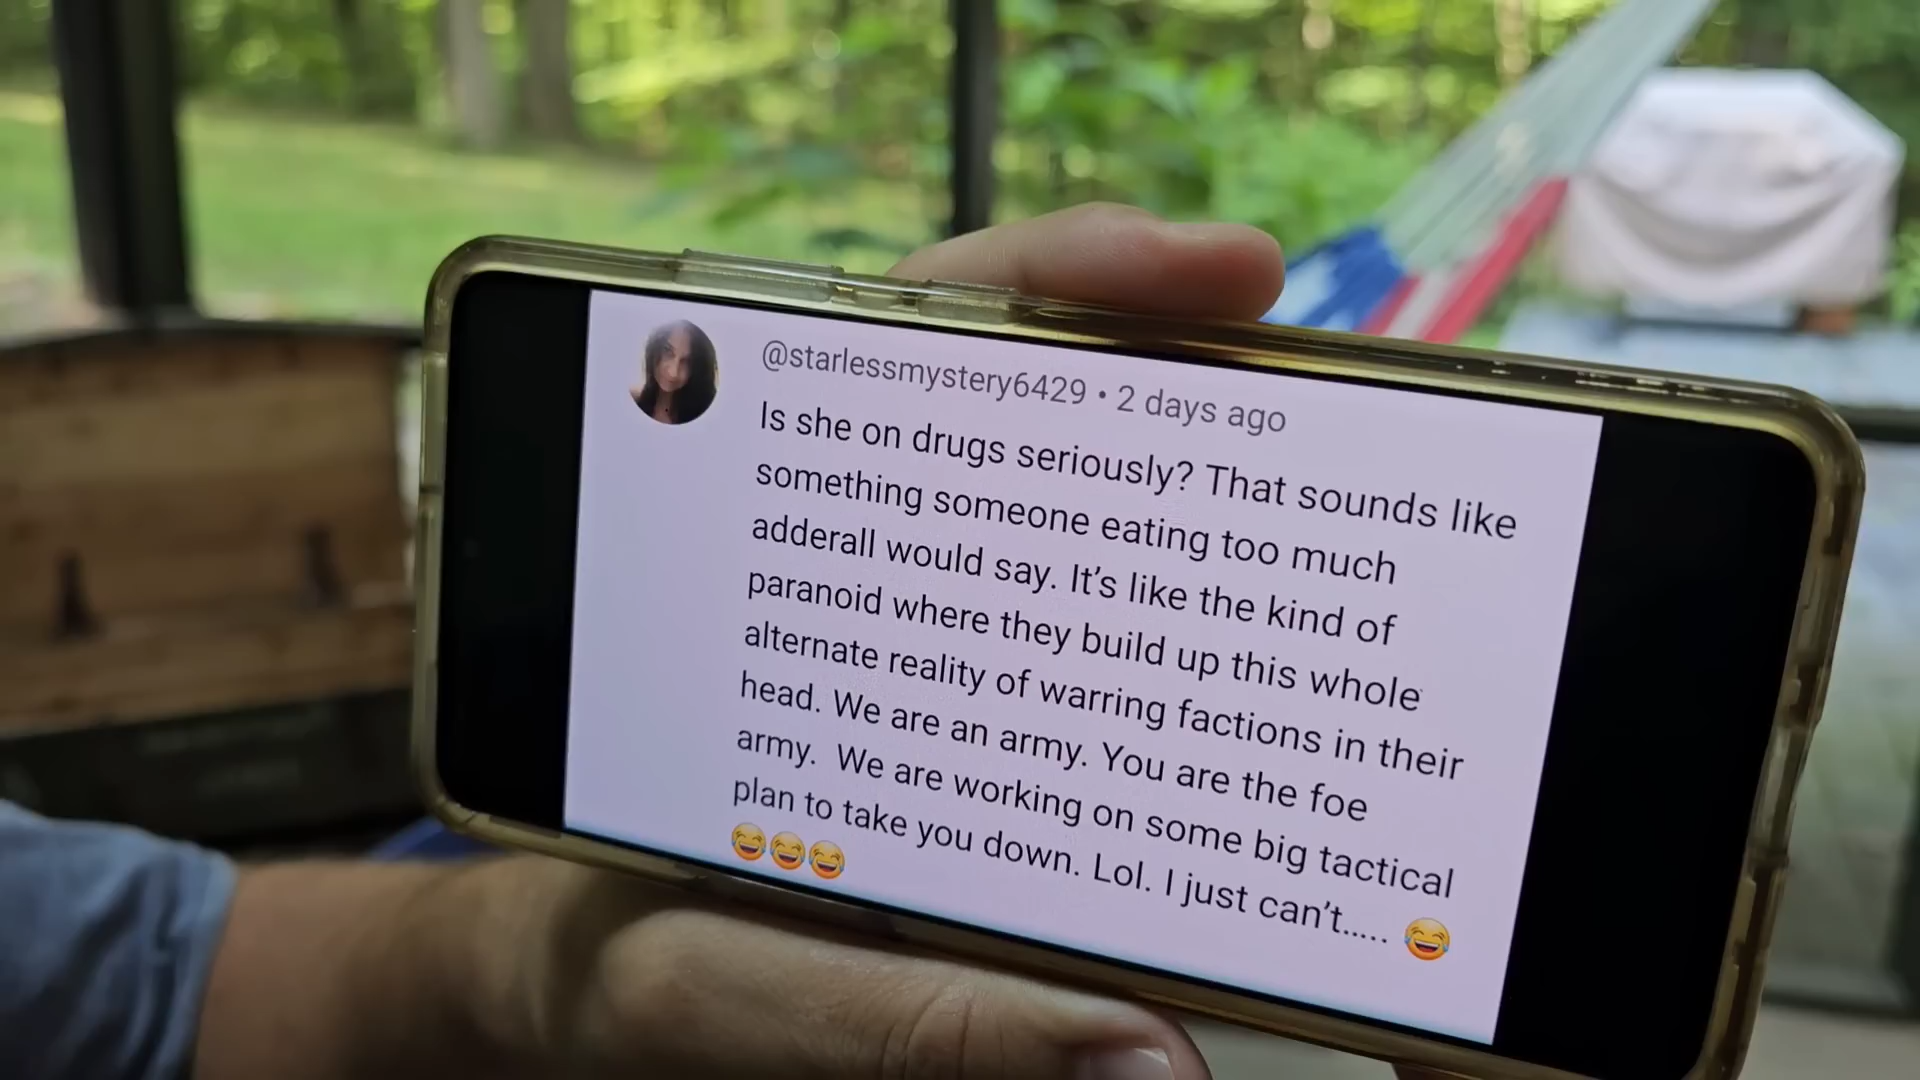 @starlessmystery6429 • 2 days ago
Is she on drugs seriously? That sounds like
something someone eating too much
adderall would say. It's like the kind of
paranoid where they build up this whole
alternate reality of warring factions in their
head. We are an army. You are the foe
army.  We are working on some big tactical
plan to take you down. Lol. I just can't..... 😂
😂😂😂